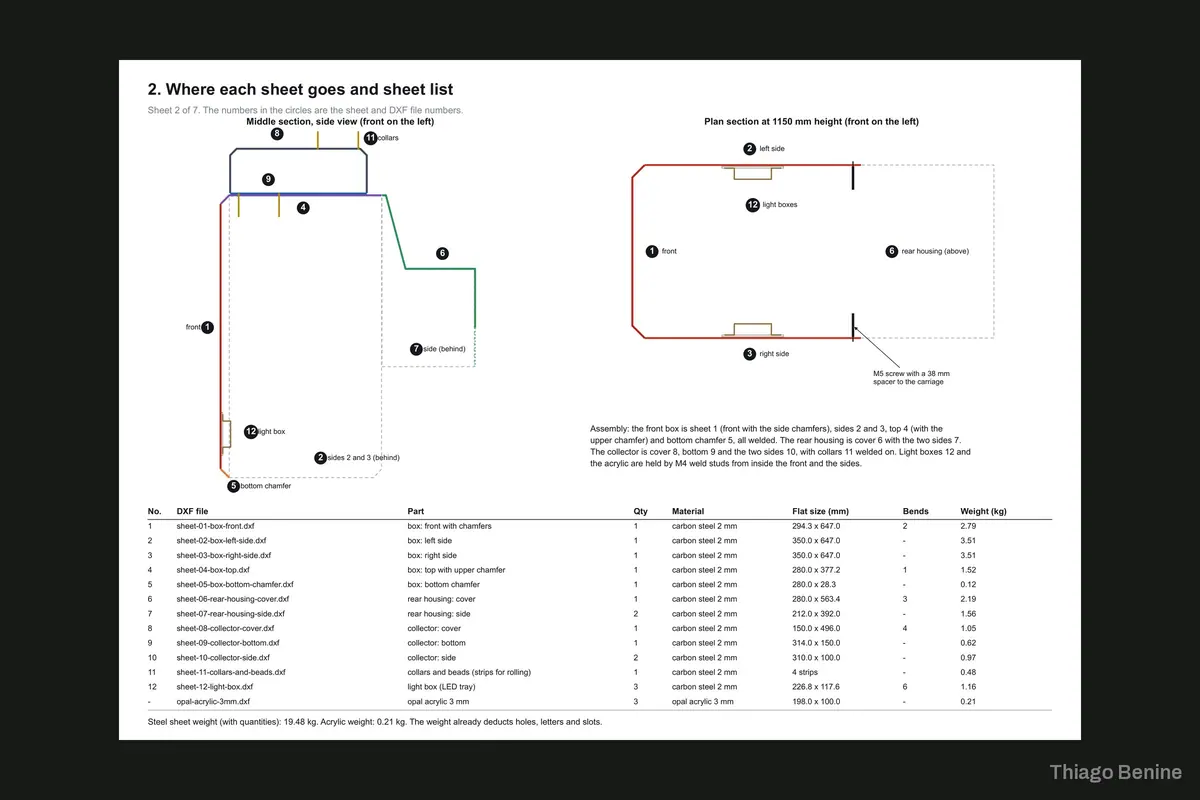 2. Where each sheet goes and sheet list
Sheet 2 of 7. The numbers in the circles are the sheet and DXF file numbers.
Middle section, side view (front on the left)
8
11 collars
9
4
6
front 1
7 side (behind)
12 light box
2 sides 2 and 3 (behind)
5 bottom chamfer
Plan section at 1150 mm height (front on the left)
2 left side
12 light boxes
1 front
6 rear housing (above)
3 right side
M5 screw with a 38 mm
spacer to the carriage
Assembly: the front box is sheet 1 (front with the side chamfers), sides 2 and 3, top 4 (with the
upper chamfer) and bottom chamfer 5, all welded. The rear housing is cover 6 with the two sides 7.
The collector is cover 8, bottom 9 and the two sides 10, with collars 11 welded on. Light boxes 12 and
the acrylic are held by M4 weld studs from inside the front and the sides.
No. DXF file Part Qty Material Flat size (mm) Bends Weight (kg)
1 sheet-01-box-front.dxf box: front with chamfers 1 carbon steel 2 mm 294.3 x 647.0 2 2.79
2 sheet-02-box-left-side.dxf box: left side 1 carbon steel 2 mm 350.0 x 647.0 - 3.51
3 sheet-03-box-right-side.dxf box: right side 1 carbon steel 2 mm 350.0 x 647.0 - 3.51
4 sheet-04-box-top.dxf box: top with upper chamfer 1 carbon steel 2 mm 280.0 x 377.2 1 1.52
5 sheet-05-box-bottom-chamfer.dxf box: bottom chamfer 1 carbon steel 2 mm 280.0 x 28.3 - 0.12
6 sheet-06-rear-housing-cover.dxf rear housing: cover 1 carbon steel 2 mm 280.0 x 563.4 3 2.19
7 sheet-07-rear-housing-side.dxf rear housing: side 2 carbon steel 2 mm 212.0 x 392.0 - 1.56
8 sheet-08-collector-cover.dxf collector: cover 1 carbon steel 2 mm 150.0 x 496.0 4 1.05
9 sheet-09-collector-bottom.dxf collector: bottom 1 carbon steel 2 mm 314.0 x 150.0 - 0.62
10 sheet-10-collector-side.dxf collector: side 2 carbon steel 2 mm 310.0 x 100.0 - 0.97
11 sheet-11-collars-and-beads.dxf collars and beads (strips for rolling) 1 carbon steel 2 mm 4 strips - 0.48
12 sheet-12-light-box.dxf light box (LED tray) 3 carbon steel 2 mm 226.8 x 117.6 6 1.16
- opal-acrylic-3mm.dxf opal acrylic 3 mm 3 opal acrylic 3 mm 198.0 x 100.0 - 0.21
Steel sheet weight (with quantities): 19.48 kg. Acrylic weight: 0.21 kg. The weight already deducts holes, letters and slots.
Thiago Benine